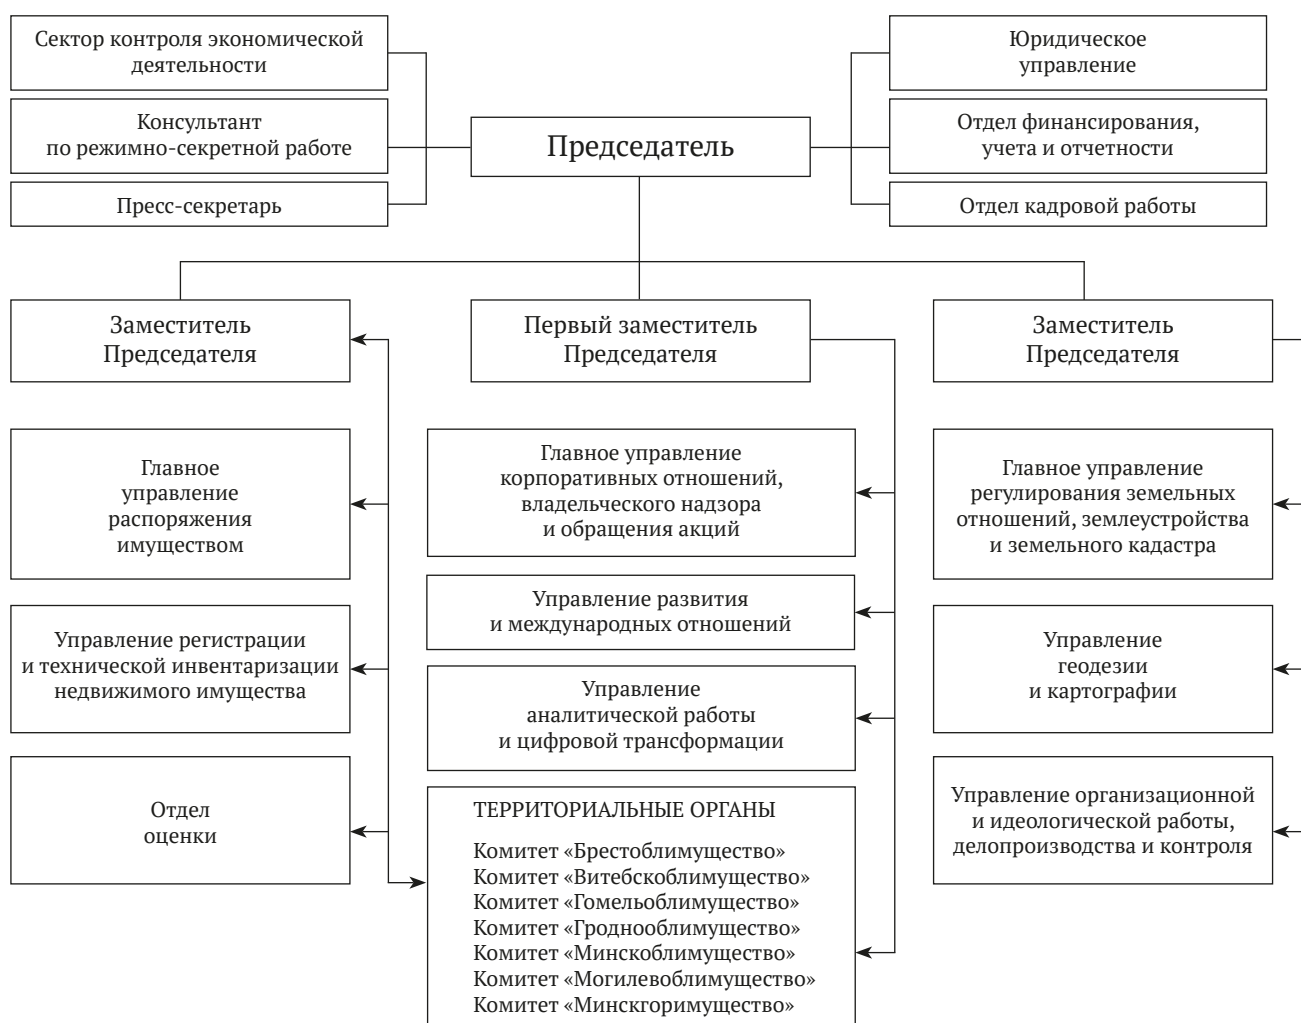 Сектор контроля экономической
деятельности
Консультант
по режимно-секретной работе
Пресс-секретарь
Председатель
Юридическое
управление
Отдел финансирования,
учета и отчетности
Отдел кадровой работы
Заместитель
Председателя
Первый заместитель
Председателя
Заместитель
Председателя
Главное
управление
распоряжения
имуществом
Управление регистрации
и технической инвентаризации
недвижимого имущества
Отдел
оценки
Главное управление
корпоративных отношений,
владельческого надзора
и обращения акций
Управление развития
и международных отношений
Управление
аналитической работы
и цифровой трансформации
ТЕРРИТОРИАЛЬНЫЕ ОРГАНЫ
Комитет «Брестоблимущество»
Комитет «Витебскоблимущество»
Комитет «Гомельоблимущество»
Комитет «Гроднооблимущество»
Комитет «Минскоблимущество»
Комитет «Могилевоблимущество»
Комитет «Минскгоримущество»
Главное управление
регулирования земельных
отношений, землеустройства
и земельного кадастра
Управление
геодезии
и картографии
Управление организационной
и идеологической работы,
делопроизводства и контроля